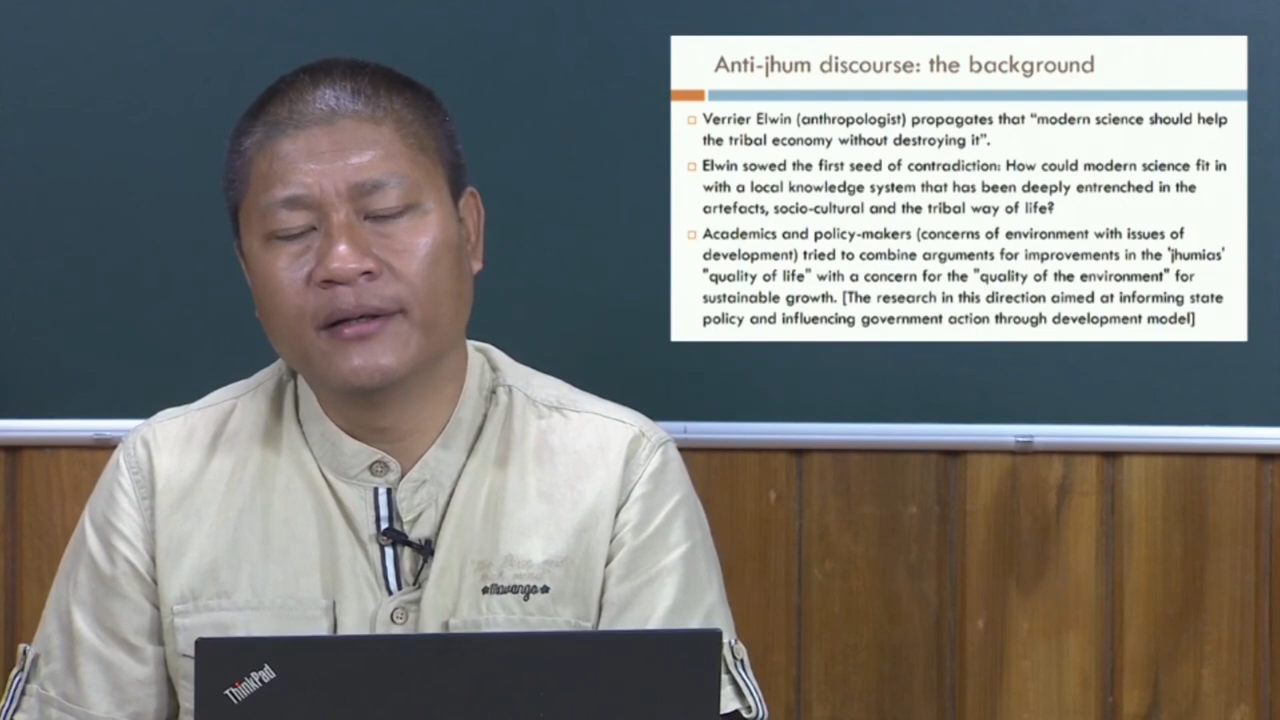 Anti-jhum discourse: the background
Verrier Elwin (anthropologist) propagates that “modern science should help
the tribal economy without destroying it”.
Elwin sowed the first seed of contradiction: How could modern science fit in
with a local knowledge system that has been deeply entrenched in the
artefacts, socio-cultural and the tribal way of life?
Academics and policy-makers (concerns of environment with issues of
development) tried to combine arguments for improvements in the 'jhumias'
"quality of life" with a concern for the "quality of the environment" for
sustainable growth. [The research in this direction aimed at informing state
policy and influencing government action through development model]
ThinkPad